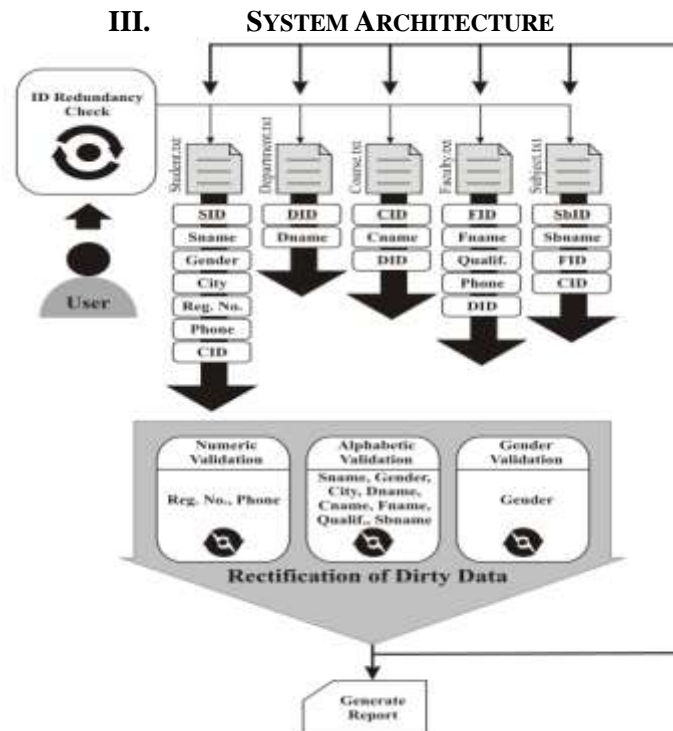 III. SYSTEM ARCHITECTURE
ID Redundancy
Check
User
Student.txt
Department.txt
Course.txt
Faculty.txt
Subject.txt
SID
Sname
Gender
City
Reg. No.
Phone
CID
DID
Dname
CID
Cname
DID
FID
Fname
Qualif.
Phone
DID
SbID
Sbname
FID
CID
Numeric
Validation
Reg. No., Phone
Alphabetic
Validation
Sname, Gender,
City, Dname,
Cname, Fname,
Qualif., Sbname
Gender
Validation
Gender
Rectification of Dirty Data
Generate
Report